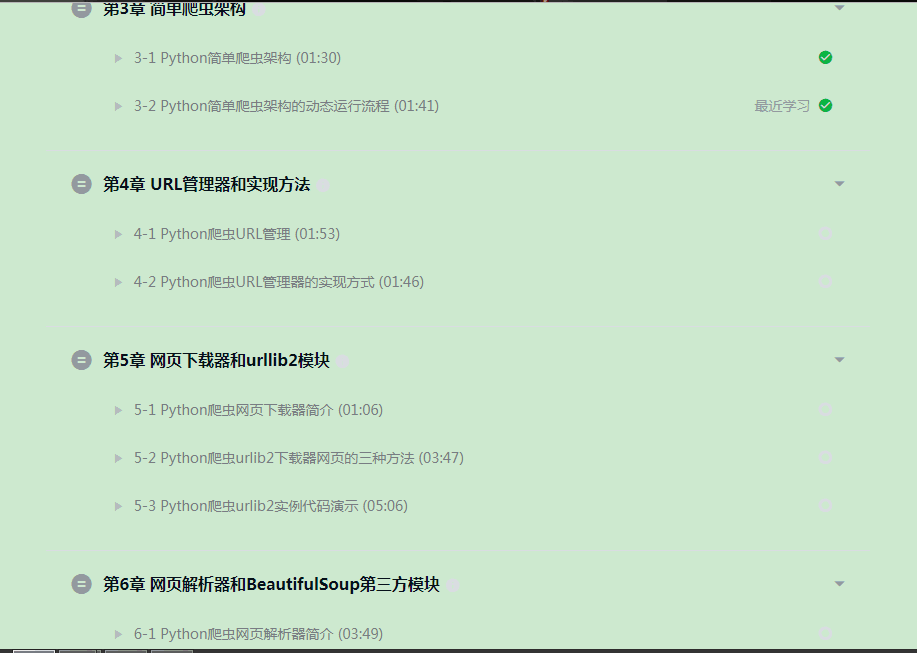 第3章 简单爬虫架构
3-1 Python简单爬虫架构 (01:30)
3-2 Python简单爬虫架构的动态运行流程 (01:41) 最近学习
第4章 URL管理器和实现方法
4-1 Python爬虫URL管理 (01:53)
4-2 Python爬虫URL管理器的实现方式 (01:46)
第5章 网页下载器和urllib2模块
5-1 Python爬虫网页下载器简介 (01:06)
5-2 Python爬虫urlib2下载器网页的三种方法 (03:47)
5-3 Python爬虫urlib2实例代码演示 (05:06)
第6章 网页解析器和BeautifulSoup第三方模块
6-1 Python爬虫网页解析器简介 (03:49)